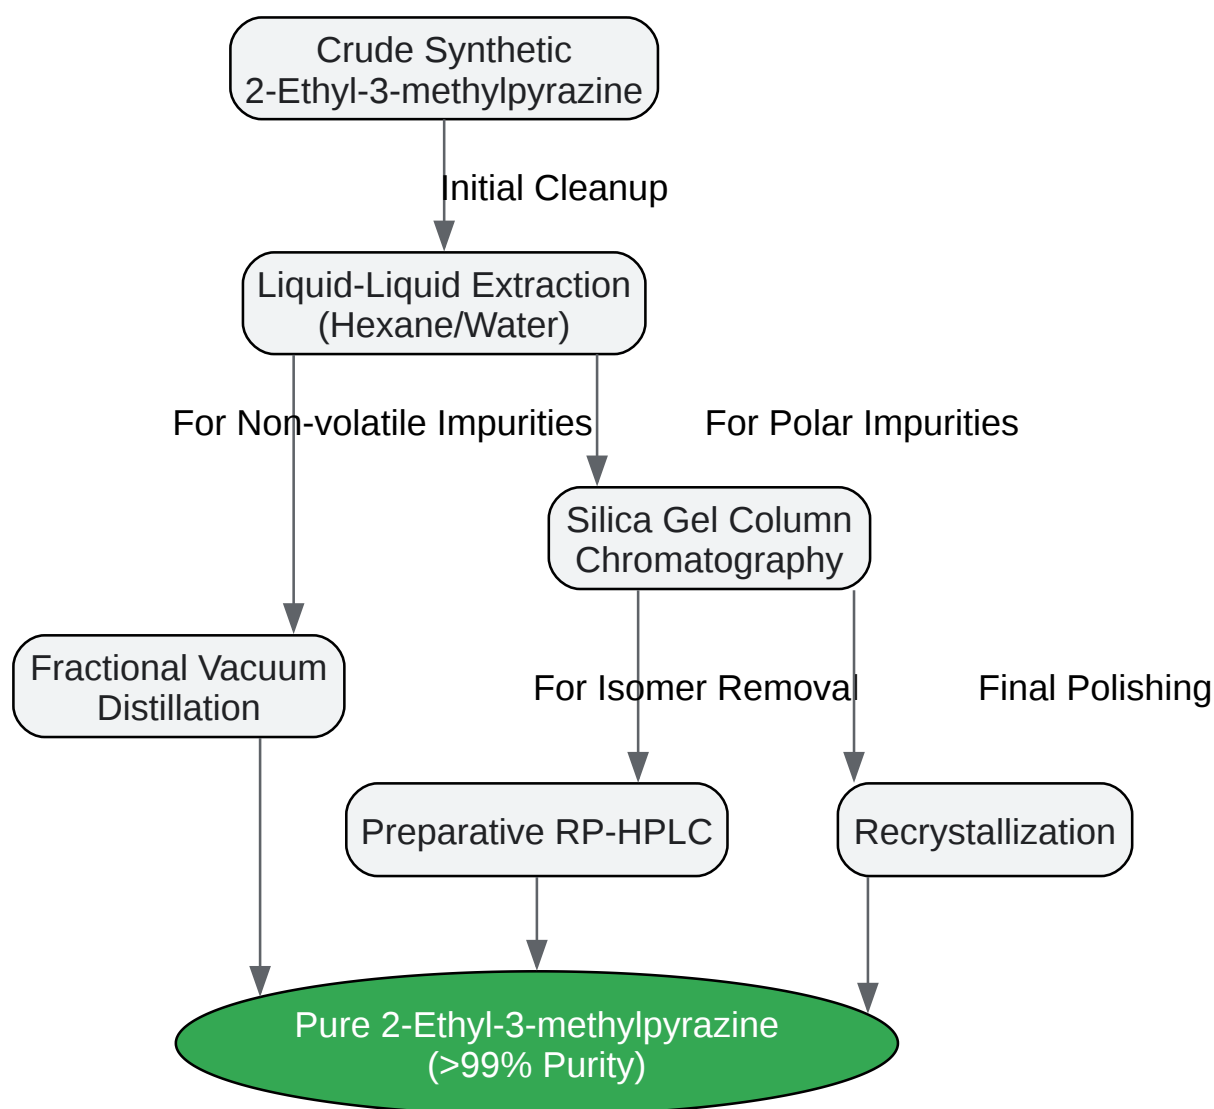 Crude Synthetic
2-Ethyl-3-methylpyrazine
Initial Cleanup
Liquid-Liquid Extraction
(Hexane/Water)
For Non-volatile Impurities
For Polar Impurities
Silica Gel Column
Chromatography
Fractional Vacuum
Distillation
For Isomer Removal
Final Polishing
Preparative RP-HPLC
Recrystallization
Pure 2-Ethyl-3-methylpyrazine
(>99% Purity)